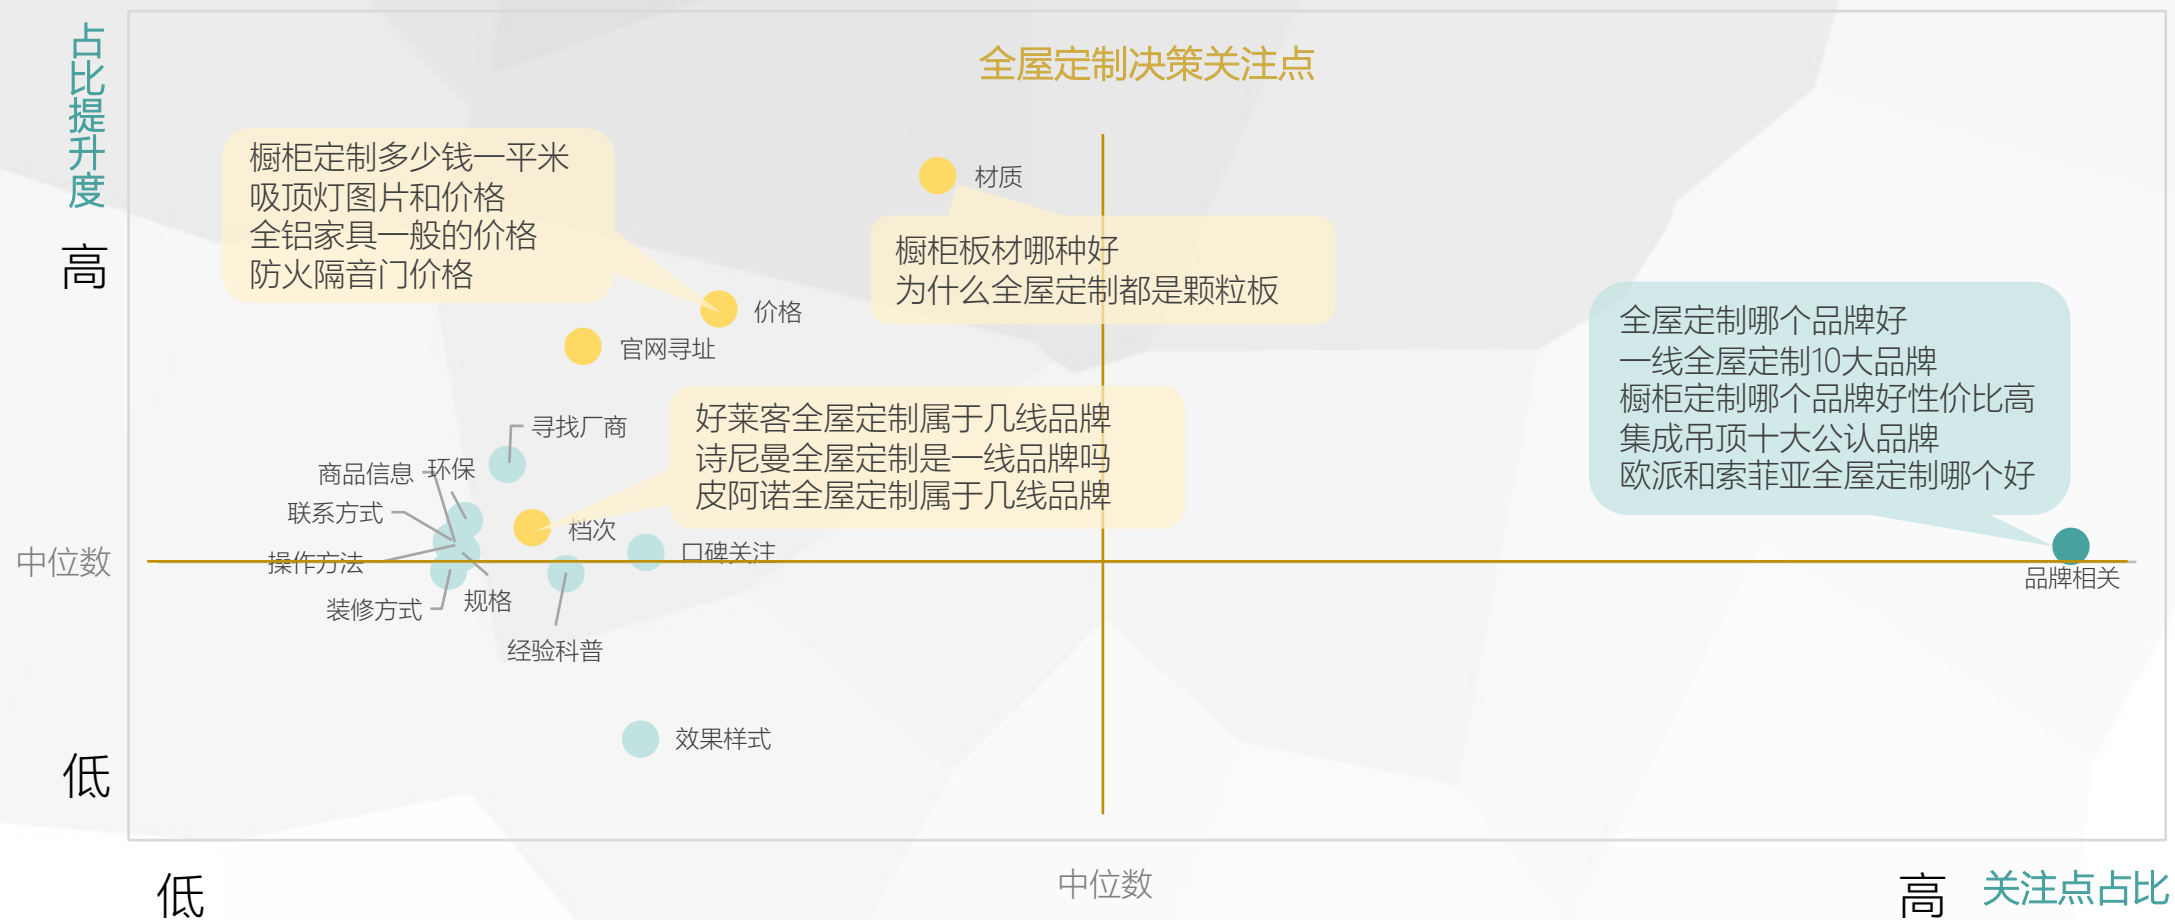 占比提升度
全屋定制决策关注点
橱柜定制多少钱一平米
吸顶灯图片和价格
全铝家具一般的价格
防火隔音门价格
高
材质
橱柜板材哪种好
为什么全屋定制都是颗粒板
价格
官网寻址
全屋定制哪个品牌好
一线全屋定制10大品牌
橱柜定制哪个品牌好性价比高
集成吊顶十大公认品牌
欧派和索菲亚全屋定制哪个好
好莱客全屋定制属于几线品牌
诗尼曼全屋定制是一线品牌吗
皮阿诺全屋定制属于几线品牌
寻找厂商
商品信息
环保
联系方式
档次
口碑关注
中位数
操作方法
品牌相关
装修方式
规格
经验科普
效果样式
低
低
中位数
高
关注点占比